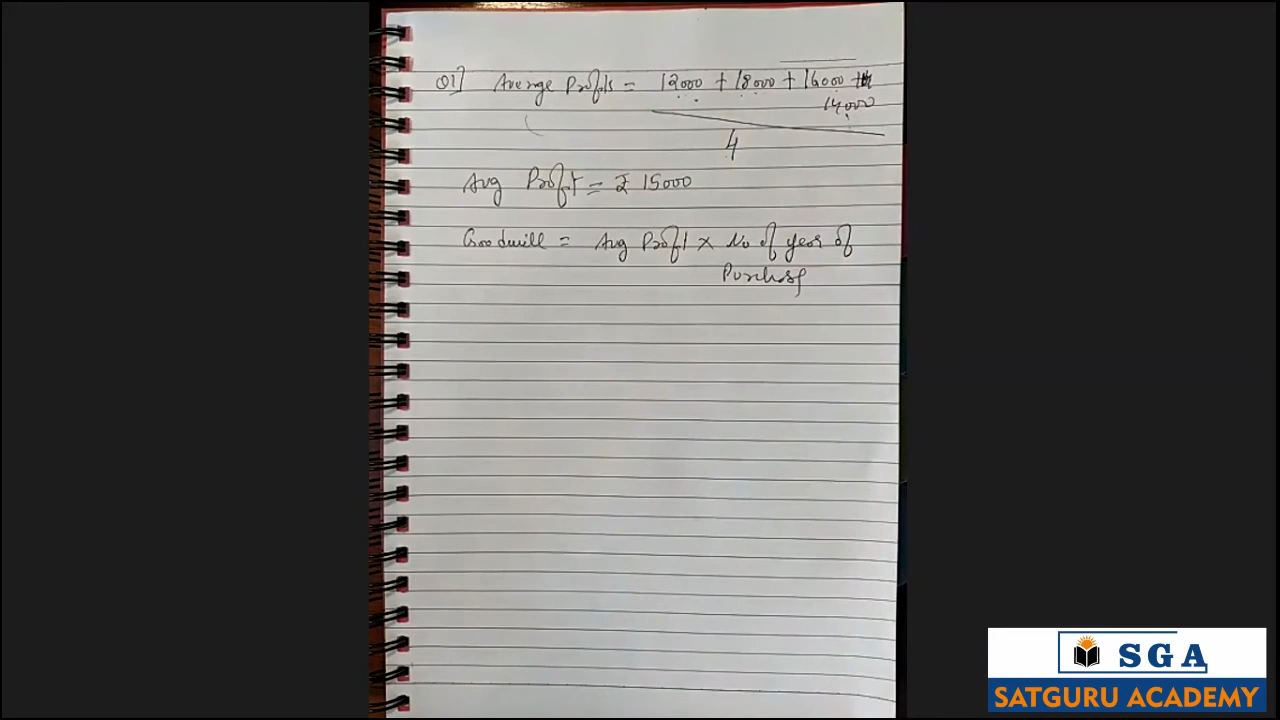 Q1] Average Profits = 12000 + 18000 + 16000 +
14000
4
Avg Profit = ₹ 15000
Goodwill = Avg Profit × No of year of
Purchase
SGA
SATGURU ACADEMY